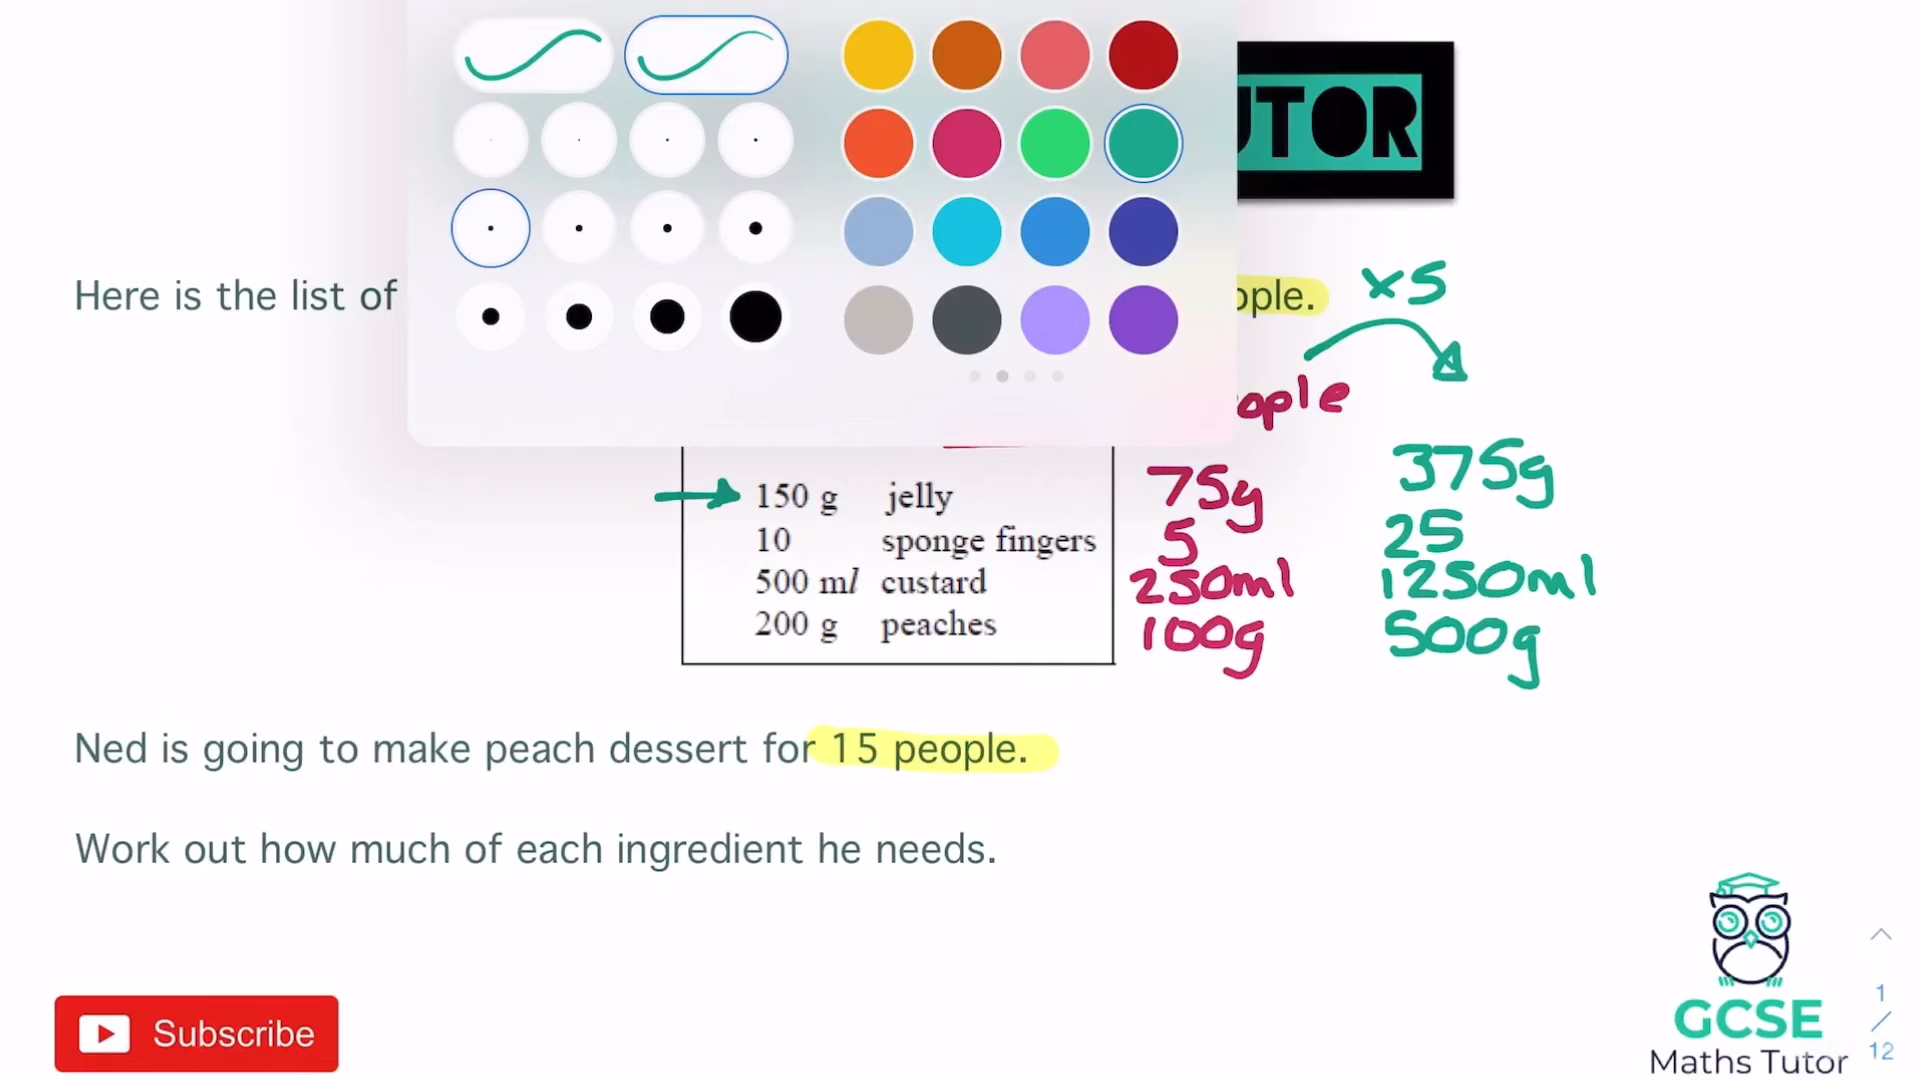 UTOR
Here is the list of
ople.
×5
ople
375g
150 g jelly
75g
10 sponge fingers
5
25
500 ml custard
250ml
1250ml
200 g peaches
100g
500g
Ned is going to make peach dessert for 15 people.
Work out how much of each ingredient he needs.
Subscribe
GCSE
Maths Tutor
1
/
12